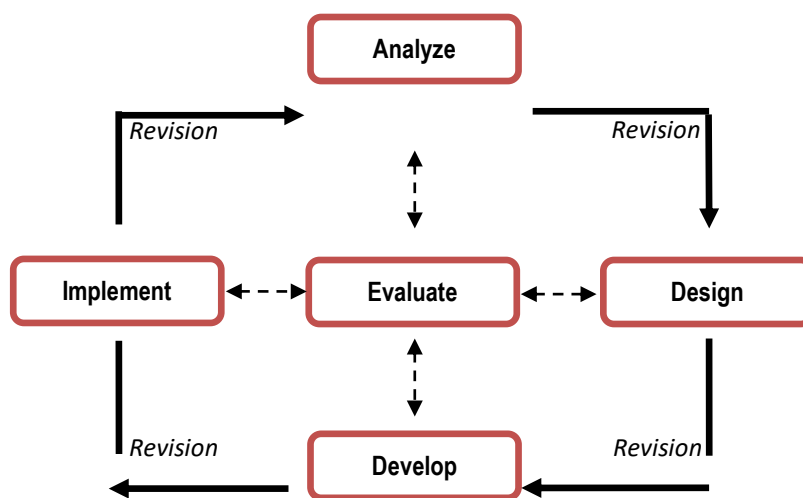 Analyze
Revision
Revision
Implement
Evaluate
Design
Revision
Revision
Develop